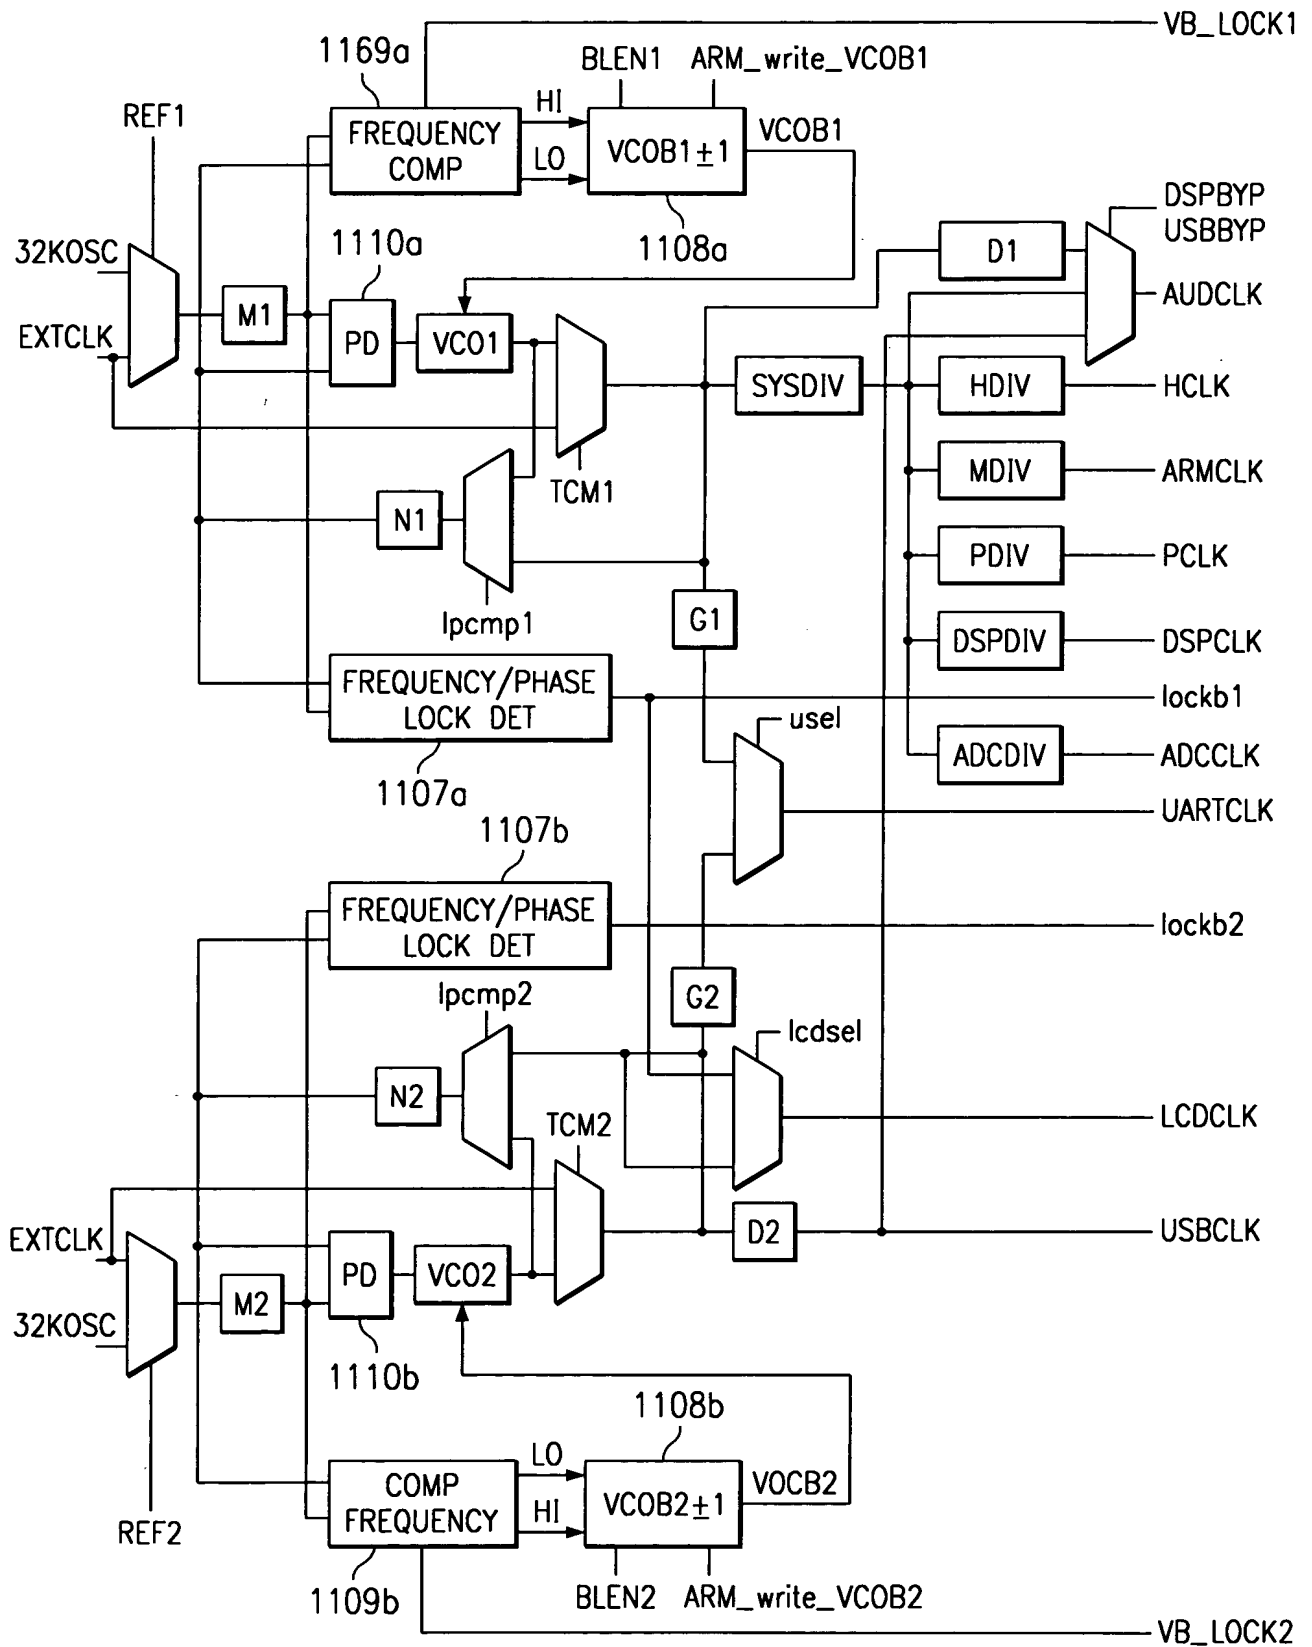 VB_LOCK1
1169a
BLEN1
ARM_write_VCOB1
REF1
FREQUENCY
COMP
HI
LO
VCOB1±1
VCOB1
1108a
DSPBYP
USBBYP
32KOSC
1110a
D1
AUDCLK
M1
EXTCLK
PD
VCO1
SYSDIV
HDIV
HCLK
TCM1
MDIV
ARMCLK
N1
PDIV
PCLK
lpcmp1
G1
DSPDIV
DSPCLK
FREQUENCY/PHASE
LOCK DET
lockb1
usel
1107a
ADCDIV
ADCCLK
UARTCLK
1107b
FREQUENCY/PHASE
LOCK DET
lockb2
lpcmp2
G2
lcdsel
N2
TCM2
LCDCLK
EXTCLK
PD
VCO2
D2
USBCLK
M2
32KOSC
1110b
1108b
LO
HI
COMP
FREQUENCY
VCOB2±1
VOCB2
REF2
1109b
BLEN2
ARM_write_VCOB2
VB_LOCK2